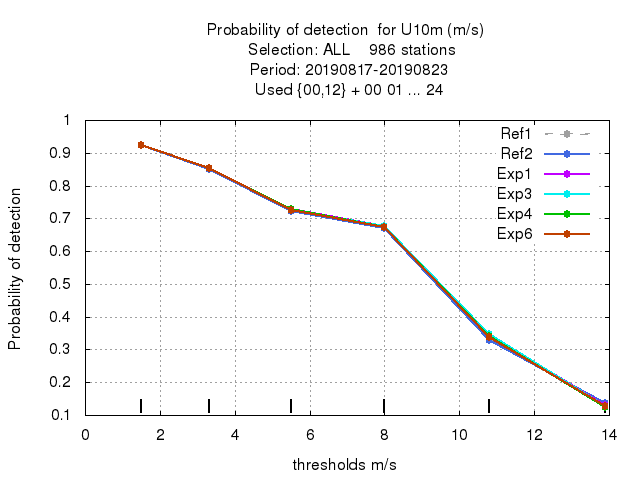 Probability of detection  for U10m (m/s)
Selection: ALL    986 stations
Period: 20190817-20190823
Used {00,12} + 00 01 ... 24
Probability of detection
1
0.9
0.8
0.7
0.6
0.5
0.4
0.3
0.2
0.1
Ref1
Ref2
Exp1
Exp3
Exp4
Exp6
0 2 4 6 8 10 12 14
thresholds m/s